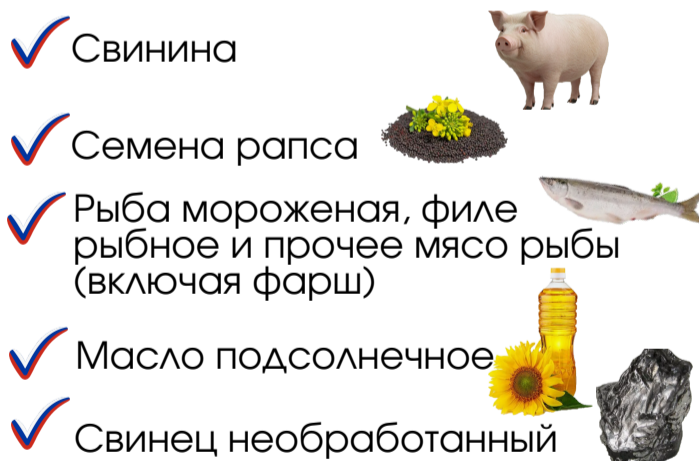 Свинина
Семена рапса
Рыба мороженая, филе
рыбное и прочее мясо рыбы
(включая фарш)
Масло подсолнечное
Свинец необработанный